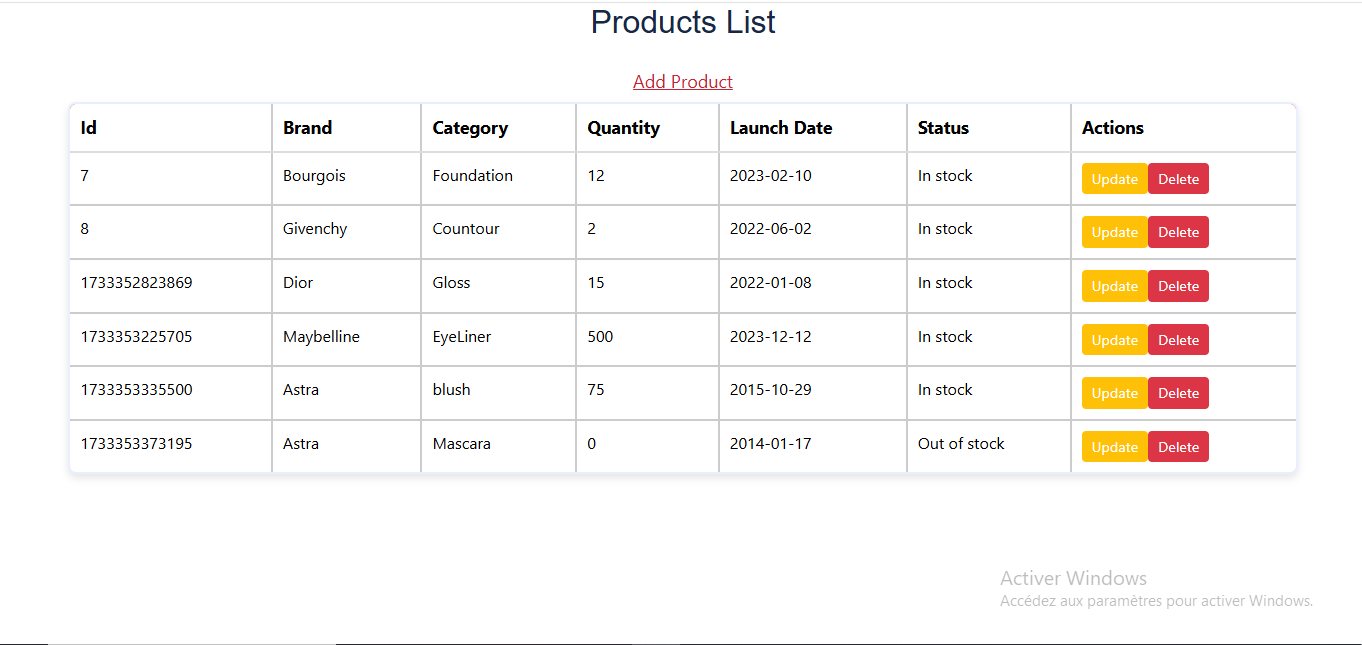 Products List
Add Product
Id Brand Category Quantity Launch Date Status Actions
7 Bourgois Foundation 12 2023-02-10 In stock Update Delete
8 Givenchy Countour 2 2022-06-02 In stock Update Delete
1733352823869 Dior Gloss 15 2022-01-08 In stock Update Delete
1733353225705 Maybelline EyeLiner 500 2023-12-12 In stock Update Delete
1733353335500 Astra blush 75 2015-10-29 In stock Update Delete
1733353373195 Astra Mascara 0 2014-01-17 Out of stock Update Delete
Activer Windows
Accédez aux paramètres pour activer Windows.